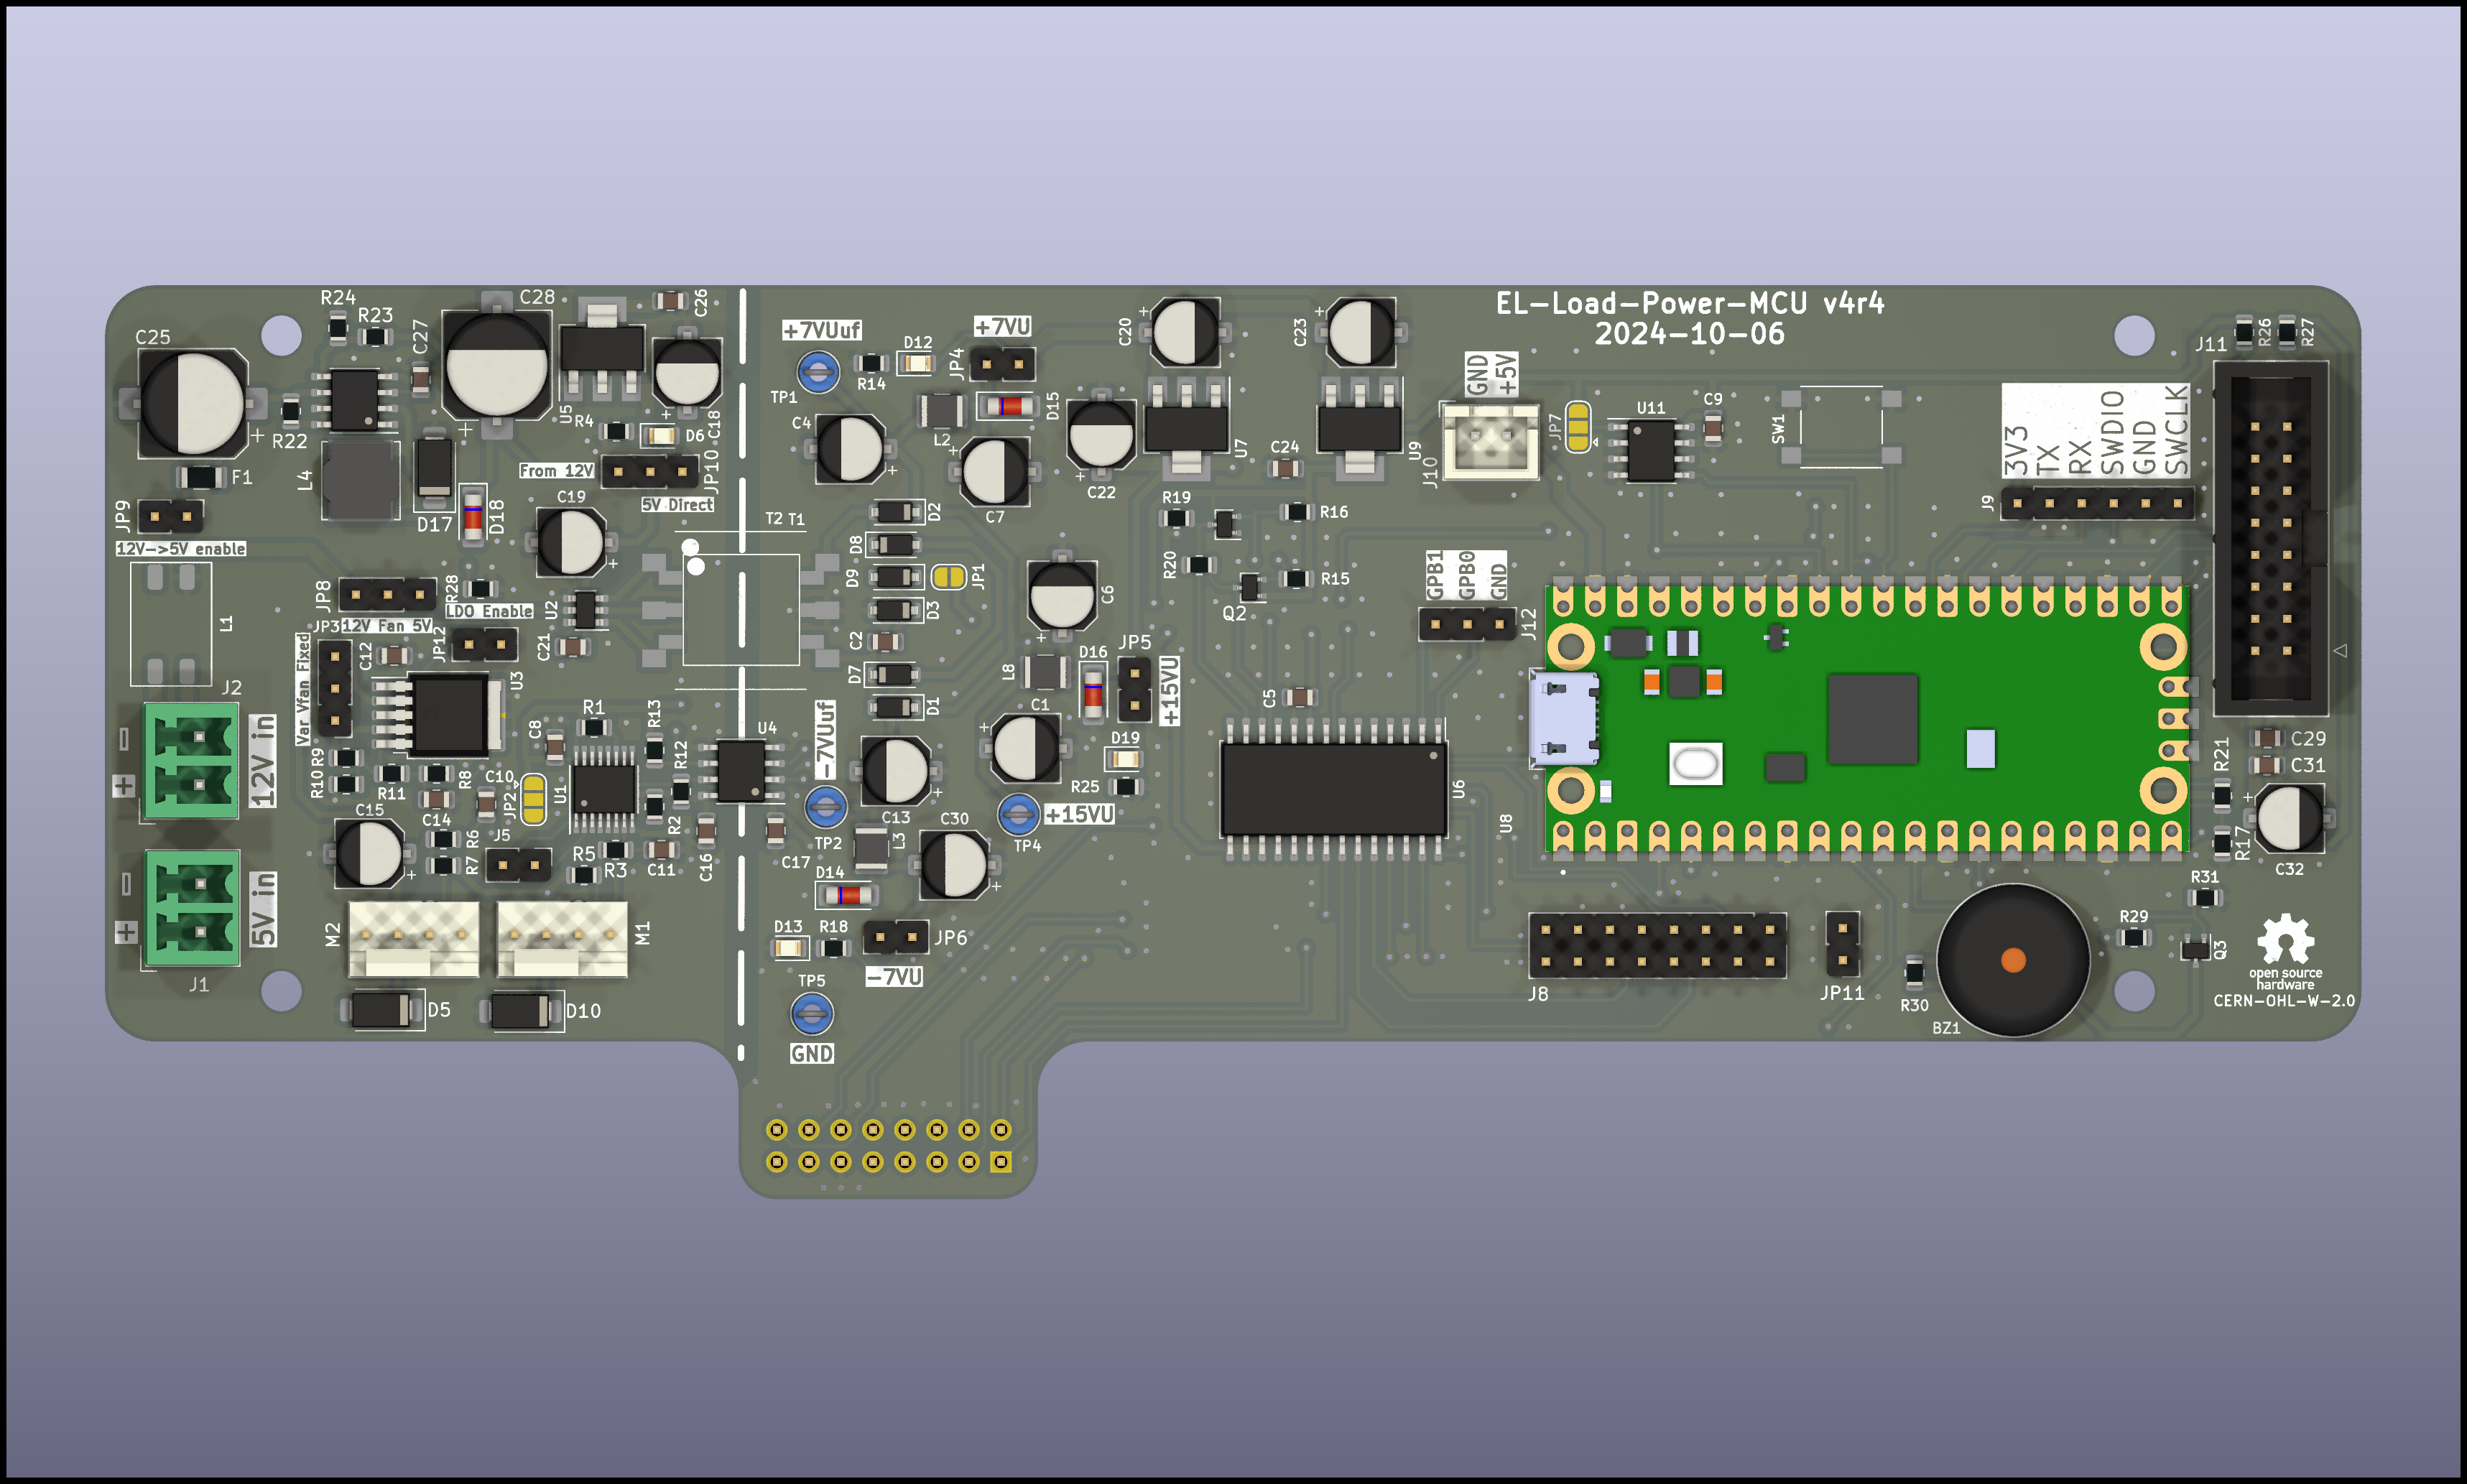 EL-Load-Power-MCU v4r4
2024-10-06
R24
R23
C25
C27
C28
C26
U5
R22
R4
D6
C18
F1
L4
JP9
12V->5V enable
D17
D18
From 12V
JP10
5V Direct
C19
T2 T1
+7VUuf
TP1
R14
D12
+7VU
JP4
D15
C4
L2
C7
C20
C23
C22
U7
C24
U9
GND
+5V
J10
JP7
U11
C9
SW1
3V3
TX
RX
SWDIO
GND
SWCLK
J9
J11
R26
R27
L1
JP8
R28
LDO Enable
12V Fan 5V
JP3
Var Vfan Fixed
C12
JP12
U2
C21
U3
D2
D8
D9
JP1
D3
C2
D7
D1
C6
R19
R16
R20
R15
Q2
GPB1
GPB0
GND
J12
J2
12V in
-
+
R9
R10
R11
R8
C10
C14
C8
R1
R13
R12
JP2
U1
R2
U4
C16
C17
-7VUuf
TP2
C13
L3
C30
C1
L8
D16
JP5
+15VU
D19
R25
TP4
+15VU
C5
U6
U8
R21
C29
C31
R17
C32
C15
R6
R7
J5
R5
R3
C11
5V in
-
+
J1
M2
M1
D5
D10
D14
D13
R18
JP6
-7VU
TP5
GND
J8
JP11
R30
BZ1
R29
R31
Q3
open source
hardware
CERN-OHL-W-2.0